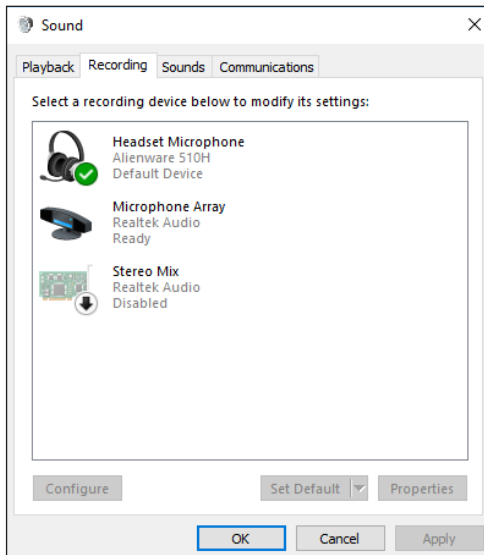 Sound
Playback Recording Sounds Communications
Select a recording device below to modify its settings:
Headset Microphone
Alienware 510H
Default Device
Microphone Array
Realtek Audio
Ready
Stereo Mix
Realtek Audio
Disabled
Configure Set Default Properties
OK Cancel Apply